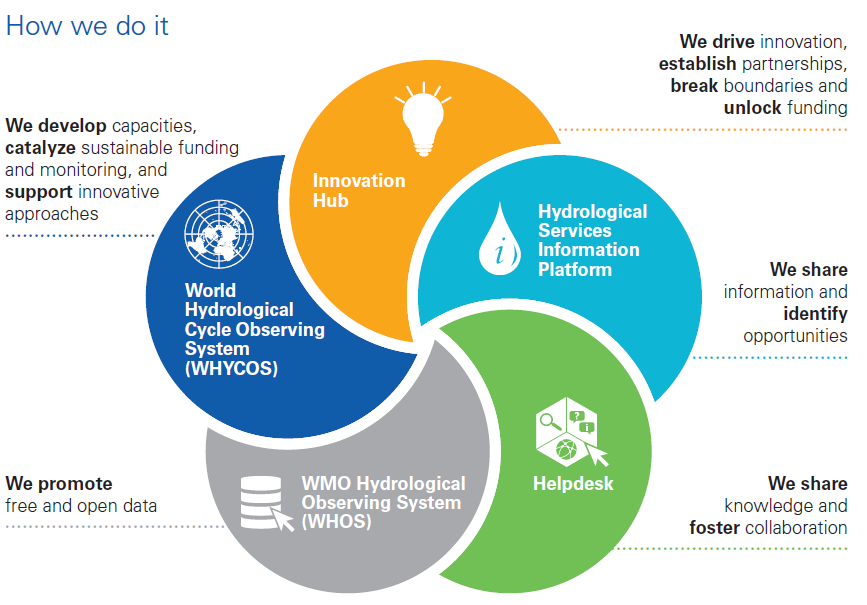 How we do it
We drive innovation,
establish partnerships,
break boundaries and
unlock funding
We develop capacities,
catalyze sustainable funding
and monitoring, and
support innovative
approaches
Innovation
Hub
Hydrological
Services
Information
Platform
i
World
Hydrological
Cycle Observing
System
(WHYCOS)
We share
information and
identify
opportunities
We promote
free and open data
WMO Hydrological
Observing System
(WHOS)
?
i
Helpdesk
We share
knowledge and
foster collaboration